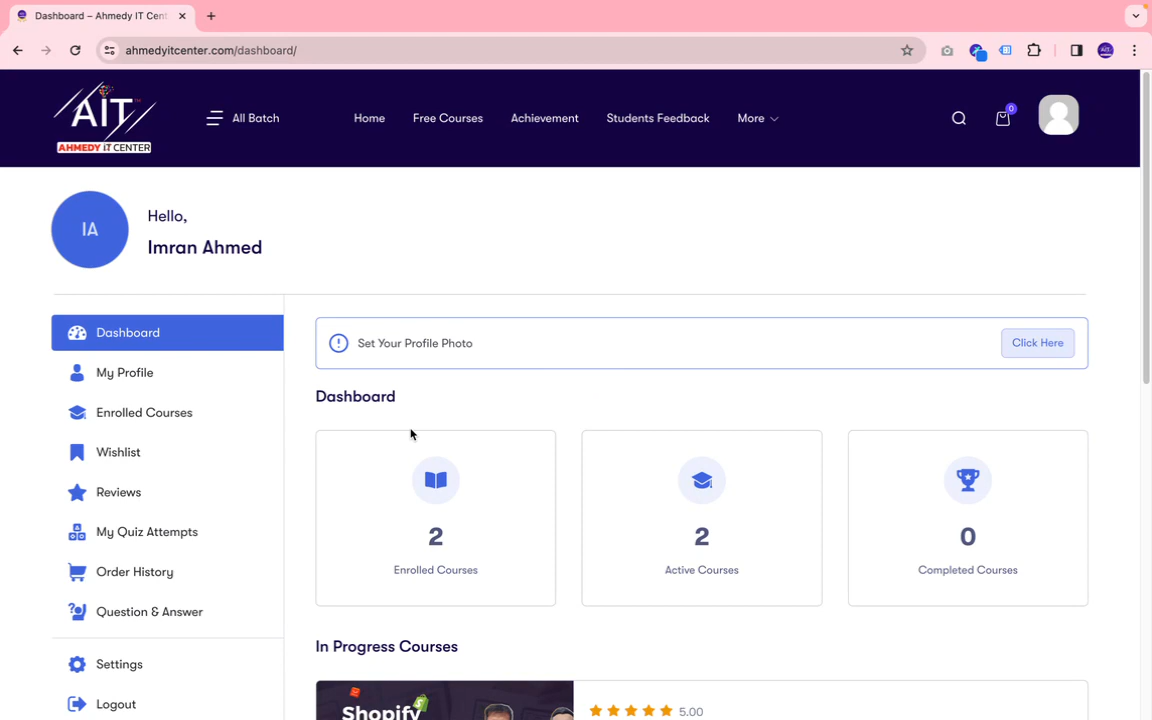 Dashboard – Ahmedy IT Cent
ahmedyitcenter.com/dashboard/
AIT
AIT
AHMEDY IT CENTER
All Batch
Home
Free Courses
Achievement
Students Feedback
More
0
IA
Hello,
Imran Ahmed
Dashboard
My Profile
Enrolled Courses
Wishlist
Reviews
My Quiz Attempts
Order History
Question & Answer
Settings
Logout
Set Your Profile Photo
Click Here
Dashboard
2
Enrolled Courses
2
Active Courses
0
Completed Courses
In Progress Courses
Shopify
5.00